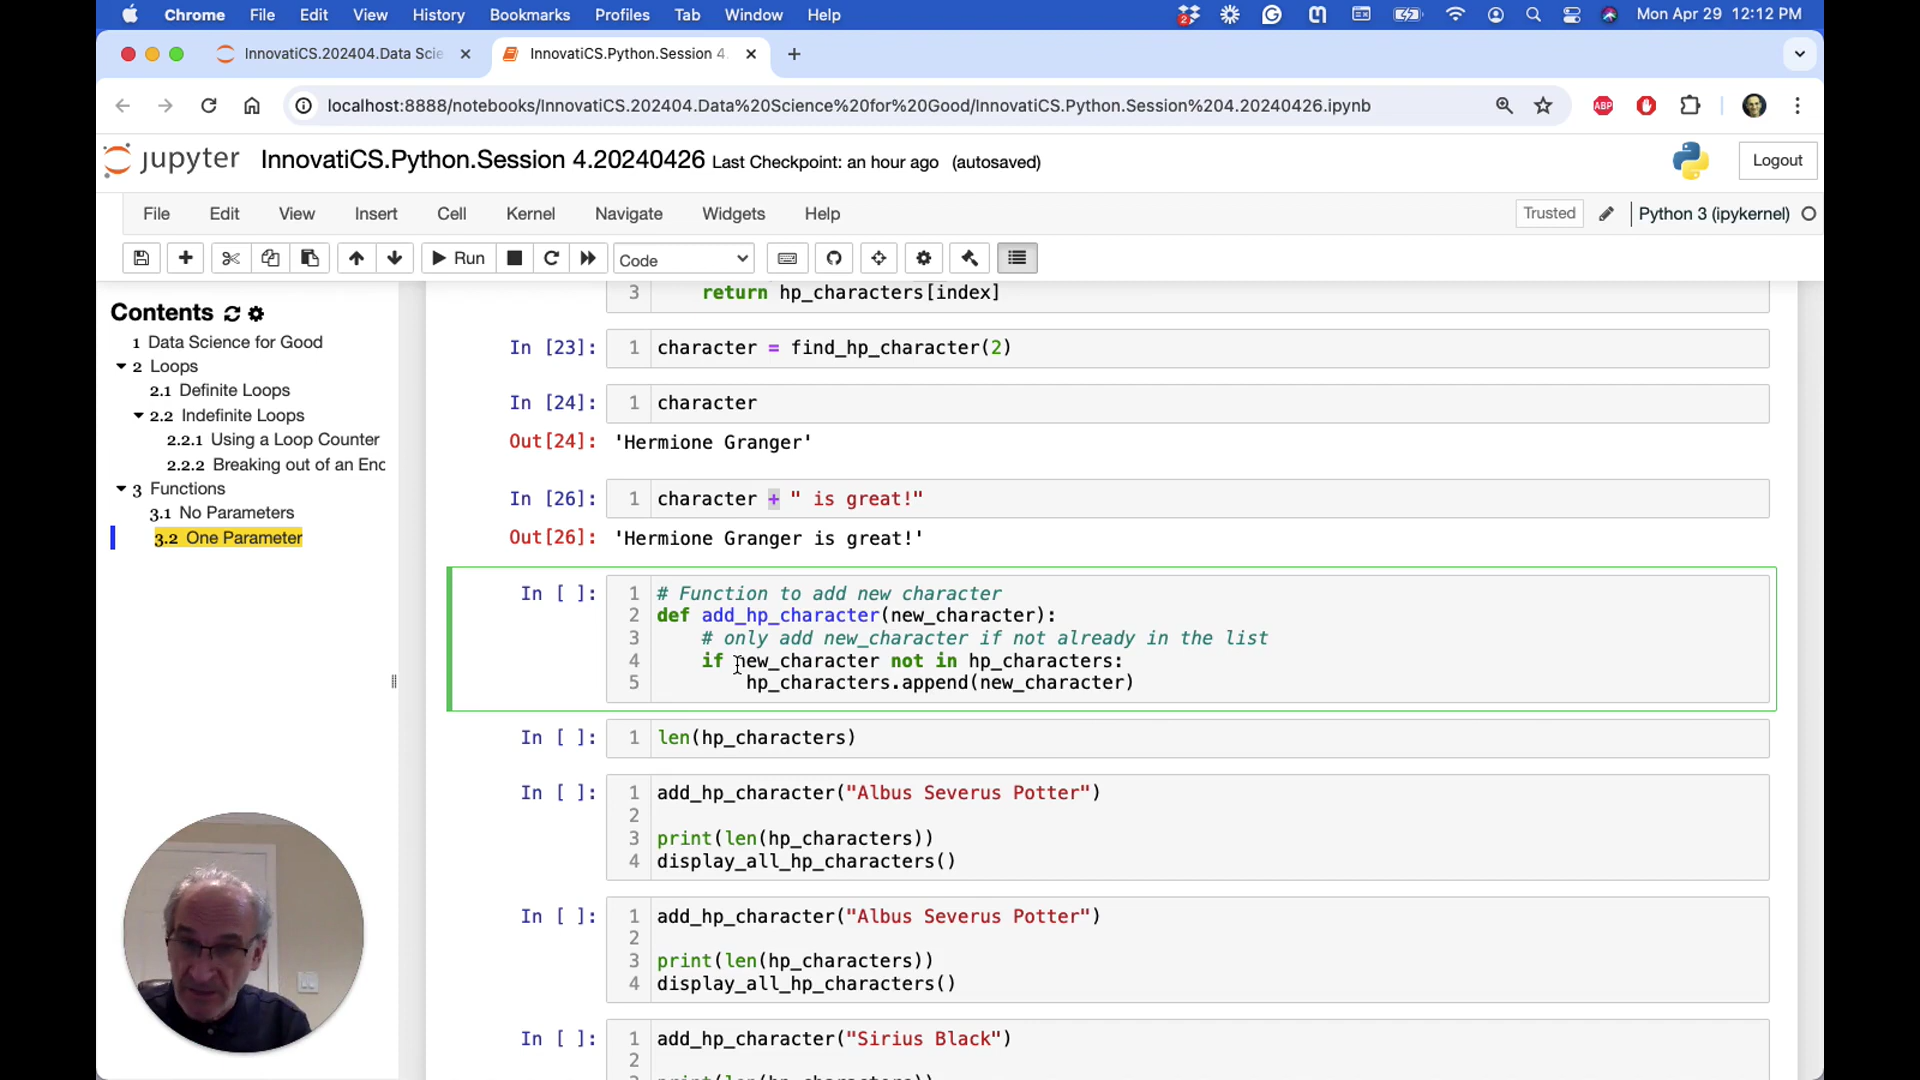 Chrome File Edit View History Bookmarks Profiles Tab Window Help 2 Mon Apr 29 12:12 PM
InnovatiCS.202404.Data Scie InnovatiCS.Python.Session 4.
localhost:8888/notebooks/InnovatiCS.202404.Data%20Science%20for%20Good/InnovatiCS.Python.Session%204.20240426.ipynb ABP
jupyter InnovatiCS.Python.Session 4.20240426 Last Checkpoint: an hour ago (autosaved) Logout
File Edit View Insert Cell Kernel Navigate Widgets Help Trusted Python 3 (ipykernel)
Run Code
Contents
1 Data Science for Good
2 Loops
2.1 Definite Loops
2.2 Indefinite Loops
2.2.1 Using a Loop Counter
2.2.2 Breaking out of an Enc
3 Functions
3.1 No Parameters
3.2 One Parameter
3 return hp_characters[index]
In [23]: 1 character = find_hp_character(2)
In [24]: 1 character
Out[24]: 'Hermione Granger'
In [26]: 1 character + " is great!"
Out[26]: 'Hermione Granger is great!'
In [ ]: 1 # Function to add new character
2 def add_hp_character(new_character):
3 # only add new_character if not already in the list
4 if new_character not in hp_characters:
5 hp_characters.append(new_character)
In [ ]: 1 len(hp_characters)
In [ ]: 1 add_hp_character("Albus Severus Potter")
2
3 print(len(hp_characters))
4 display_all_hp_characters()
In [ ]: 1 add_hp_character("Albus Severus Potter")
2
3 print(len(hp_characters))
4 display_all_hp_characters()
In [ ]: 1 add_hp_character("Sirius Black")
2
3 print(len(hp_characters))